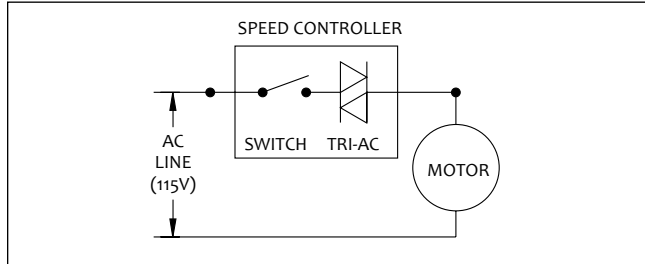 SPEED CONTROLLER
SWITCH TRI-AC
AC
LINE
(115V)
MOTOR